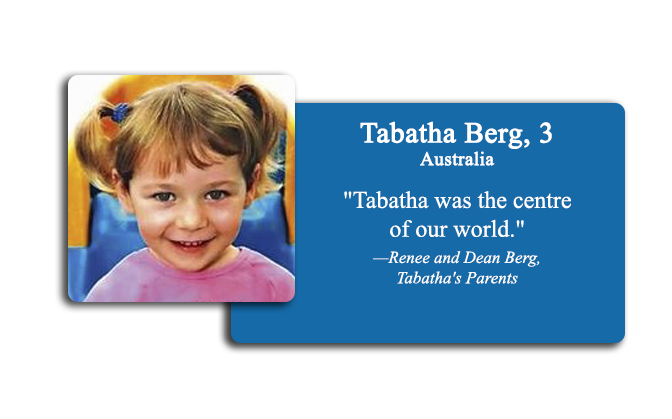 Tabatha Berg, 3
Australia
"Tabatha was the centre
of our world."
—Renee and Dean Berg,
Tabatha's Parents